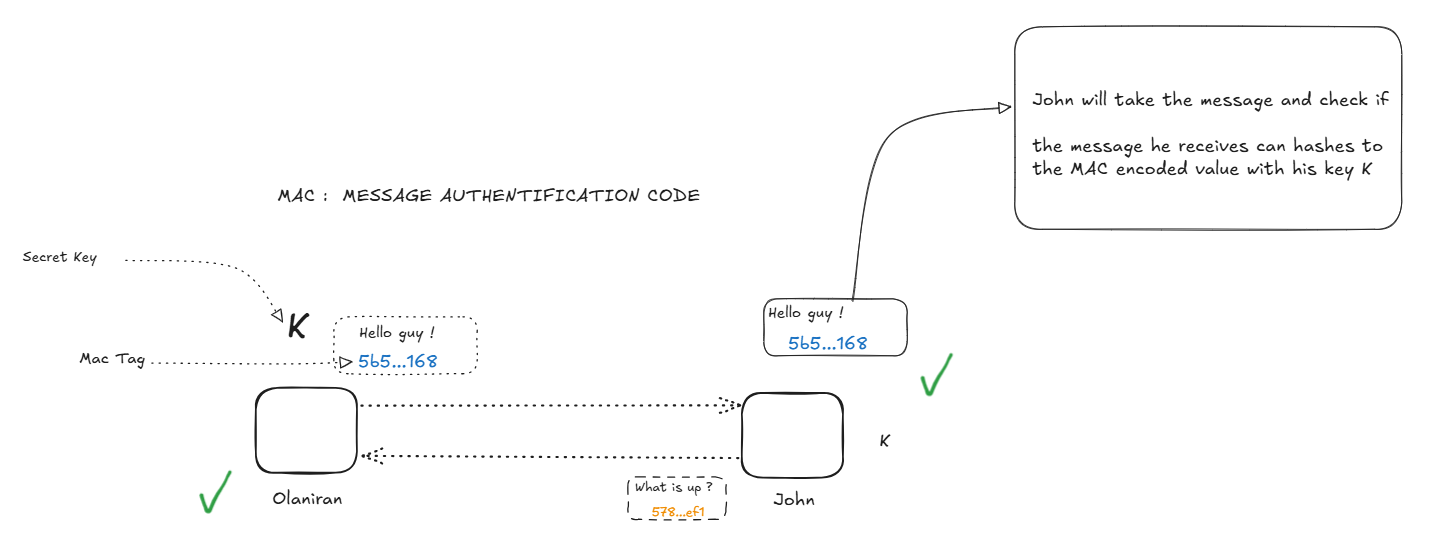 John will take the message and check if
the message he receives can hashes to
the MAC encoded value with his key K
MAC : MESSAGE AUTHENTIFICATION CODE
Secret Key
K
Hello guy !
Mac Tag
5b5...168
Hello guy !
5b5...168
K
What is up ?
578...ef1
Olaniran
John